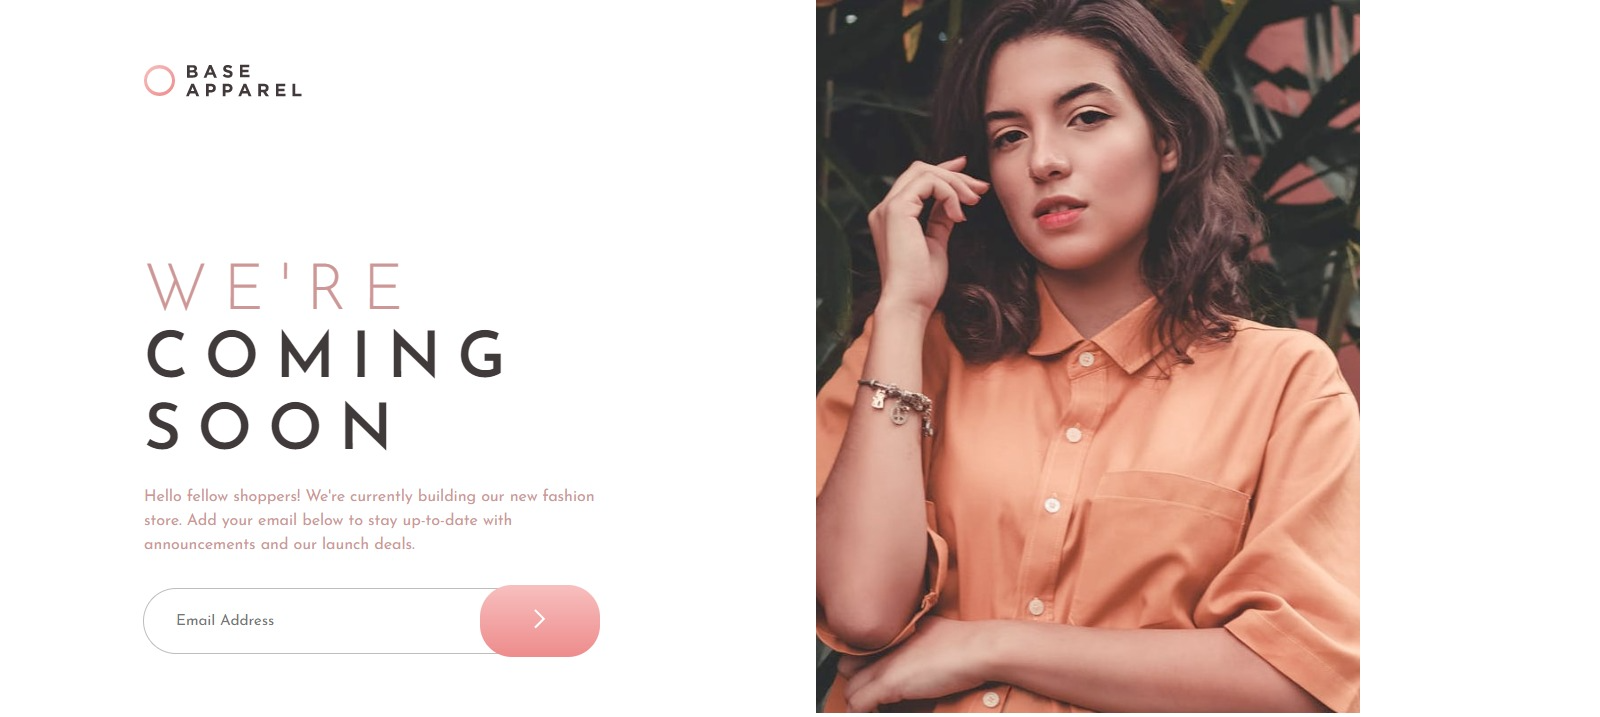 BASE
APPAREL
WE'RE
COMING
SOON
Hello fellow shoppers! We're currently building our new fashion
store. Add your email below to stay up-to-date with
announcements and our launch deals.
Email Address